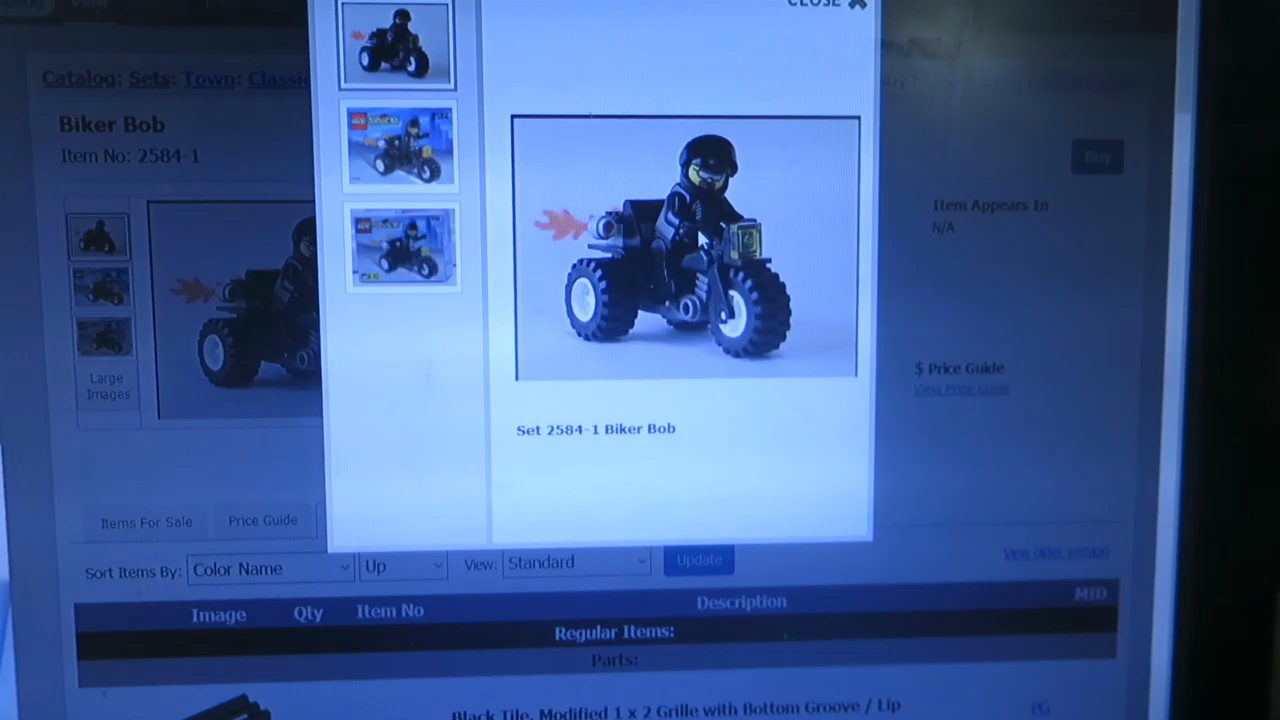 CLOSE
View
Catalog: Sets: Town: Classic
Biker Bob
Item No: 2584-1
Buy
Item Appears In
N/A
Large
Images
$ Price Guide
View Price Guide
Set 2584-1 Biker Bob
Items For Sale
Price Guide
View older version
Sort Items By: Color Name Up View: Standard Update
Image Qty Item No Description MID
Regular Items:
Parts:
Black Tile, Modified 1 x 2 Grille with Bottom Groove / Lip
PG